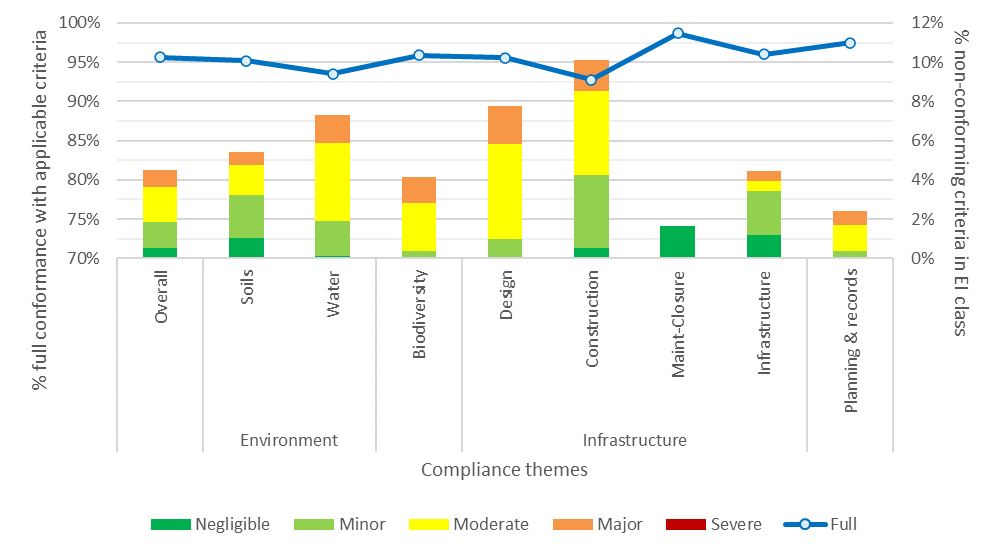 % full conformance with applicable criteria
100%
95%
90%
85%
80%
75%
70%
12%
10%
8%
6%
4%
2%
0%
% non-conforming criteria in EI class
Overall
Soils
Water
Biodiversity
Design
Construction
Maint-Closure
Infrastructure
Planning & records
Environment
Infrastructure
Compliance themes
Negligible
Minor
Moderate
Major
Severe
Full